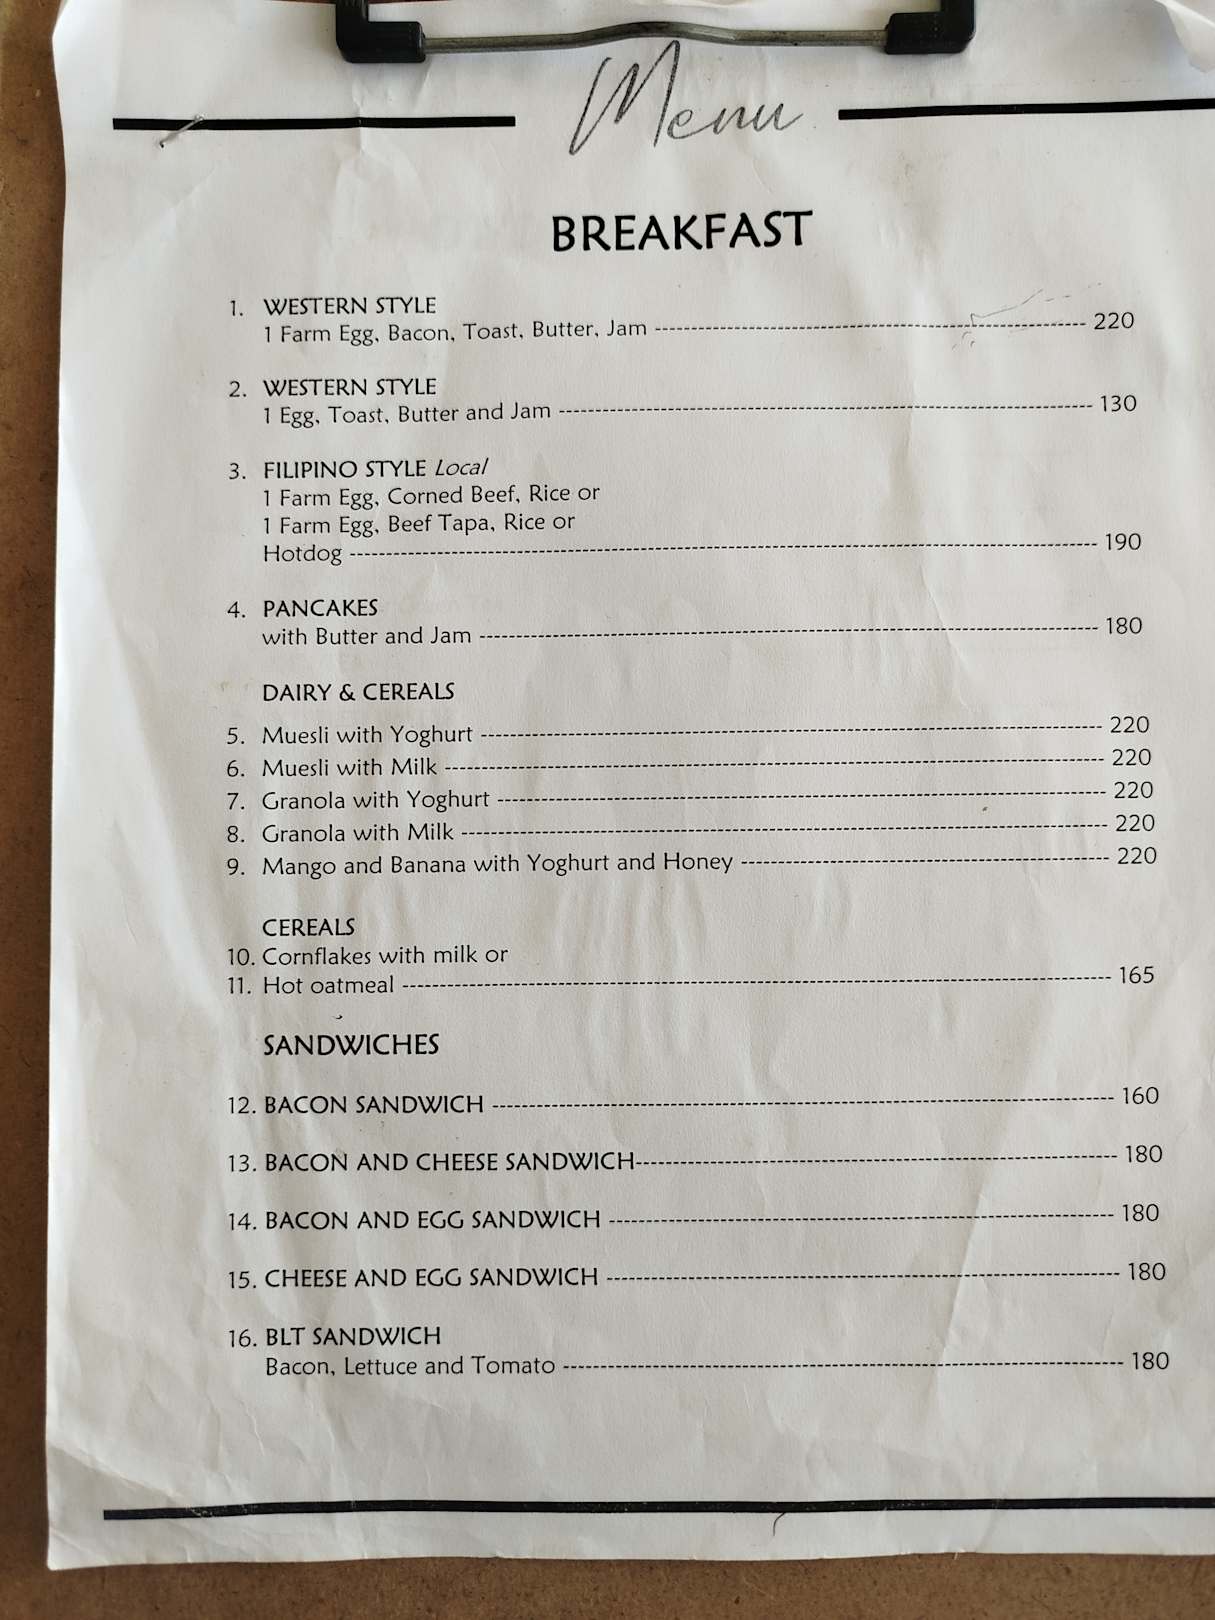 Menu
BREAKFAST
1. WESTERN STYLE
1 Farm Egg, Bacon, Toast, Butter, Jam ---------- 220
2. WESTERN STYLE
1 Egg, Toast, Butter and Jam ---------- 130
3. FILIPINO STYLE Local
1 Farm Egg, Corned Beef, Rice or
1 Farm Egg, Beef Tapa, Rice or
Hotdog ---------- 190
4. PANCAKES
with Butter and Jam ---------- 180
DAIRY & CEREALS
5. Muesli with Yoghurt ---------- 220
6. Muesli with Milk ---------- 220
7. Granola with Yoghurt ---------- 220
8. Granola with Milk ---------- 220
9. Mango and Banana with Yoghurt and Honey ---------- 220
CEREALS
10. Cornflakes with milk or
11. Hot oatmeal ---------- 165
SANDWICHES
12. BACON SANDWICH ---------- 160
13. BACON AND CHEESE SANDWICH---------- 180
14. BACON AND EGG SANDWICH ---------- 180
15. CHEESE AND EGG SANDWICH ---------- 180
16. BLT SANDWICH
Bacon, Lettuce and Tomato ---------- 180